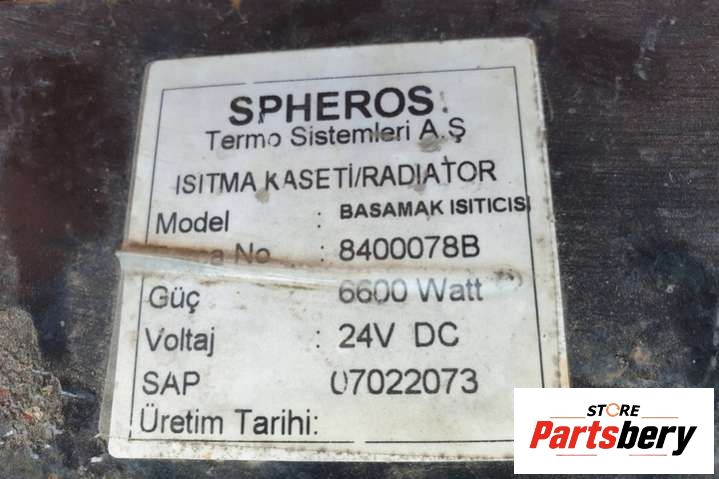 SPHEROS
Termo Sistemleri A.Ş
ISITMA KASETİ/RADIATOR
Model : BASAMAK ISITICISI
No : 8400078B
Güç 6600 Watt
Voltaj : 24V DC
SAP 07022073
Üretim Tarihi:
STORE
Partsbery